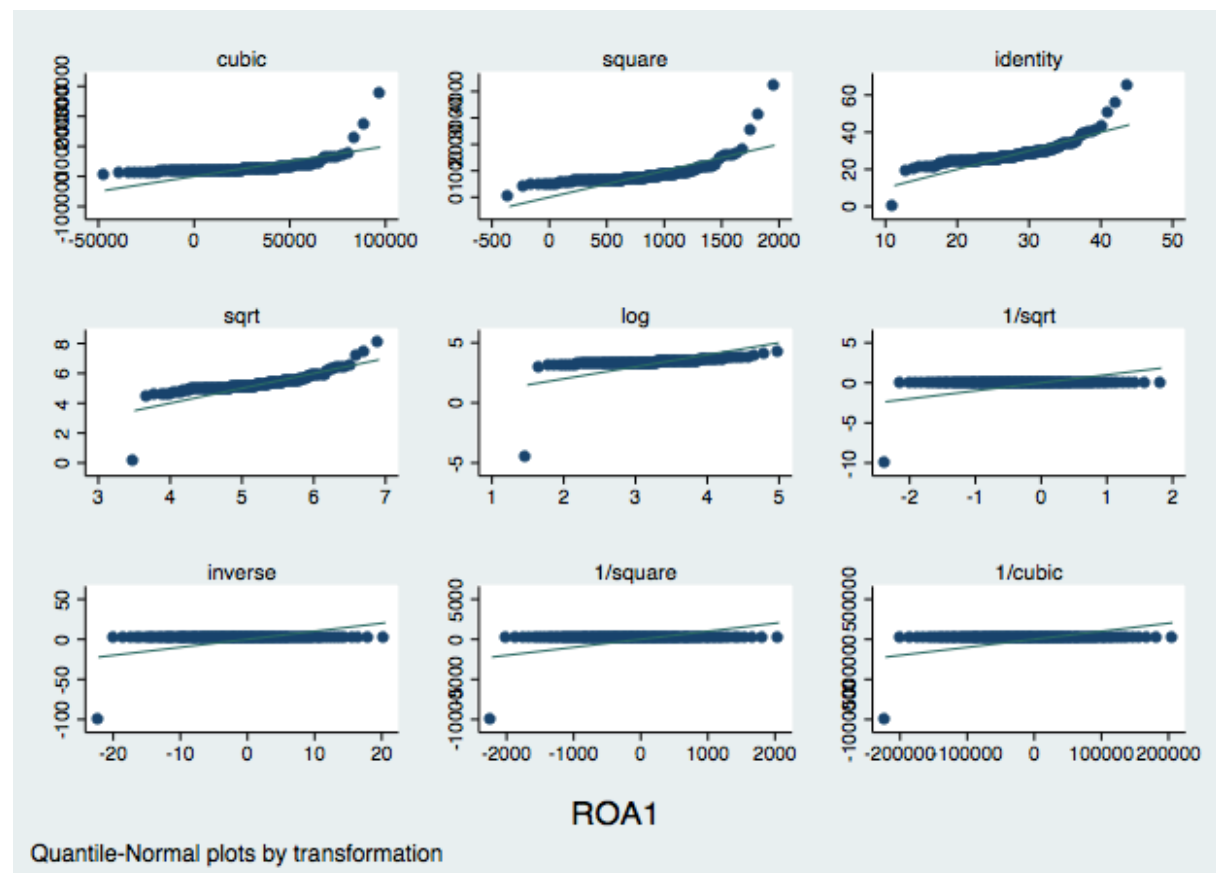 cubic
square
identity
-50000 0 50000 100000
-500 0 500 1000 1500 2000
0 20 40 60
10 20 30 40 50
sqrt
log
1/sqrt
0 2 4 6 8
3 4 5 6 7
-5 0 5
1 2 3 4 5
-10 -5 0 5
-2 -1 0 1 2
inverse
1/square
1/cubic
-100 -50 0 50
-20 -10 0 10 20
-2000 -1000 0 1000 2000
-200000 -100000 0 100000 200000
ROA1
Quantile-Normal plots by transformation